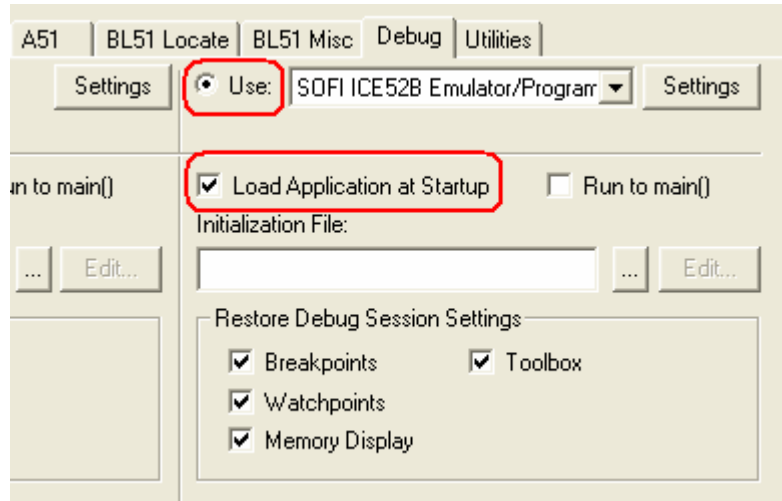 A51 BL51 Locate BL51 Misc Debug Utilities
Settings Use: SOFI ICE52B Emulator/Program Settings
un to main() Load Application at Startup Run to main()
Initialization File:
... Edit... ... Edit...
Restore Debug Session Settings
Breakpoints Toolbox
Watchpoints
Memory Display